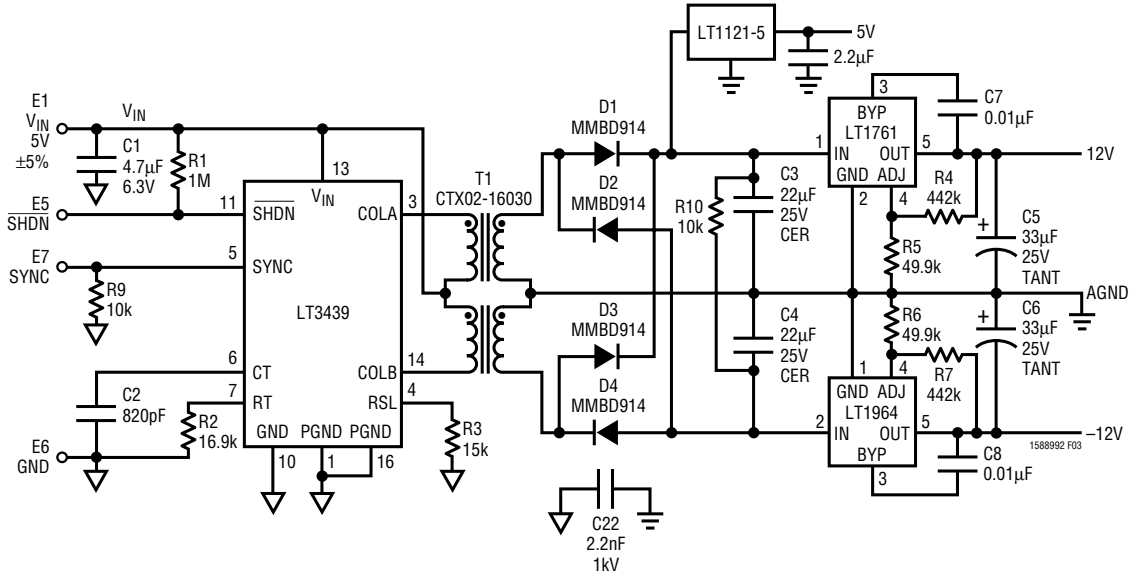 LT1121-5
5V
2.2µF
E1
VIN
5V
±5%
VIN
C1
4.7µF
6.3V
R1
1M
13
VIN
E5
SHDN
11
SHDN
COLA
3
E7
SYNC
5
SYNC
R9
10k
LT3439
6
CT
COLB
14
C2
820pF
7
RT
RSL
4
R2
16.9k
R3
15k
GND
PGND
PGND
10
1
16
E6
GND
T1
CTX02-16030
D1
MMBD914
D2
MMBD914
D3
MMBD914
D4
MMBD914
R10
10k
C3
22µF
25V
CER
C4
22µF
25V
CER
C22
2.2nF
1kV
3
BYP
LT1761
1
IN
OUT
5
GND
ADJ
2
4
C7
0.01µF
12V
R4
442k
R5
49.9k
C5
33µF
25V
TANT
+
AGND
R6
49.9k
C6
33µF
25V
TANT
+
R7
442k
1
4
GND
ADJ
LT1964
2
IN
OUT
5
BYP
3
–12V
1588992 F03
C8
0.01µF